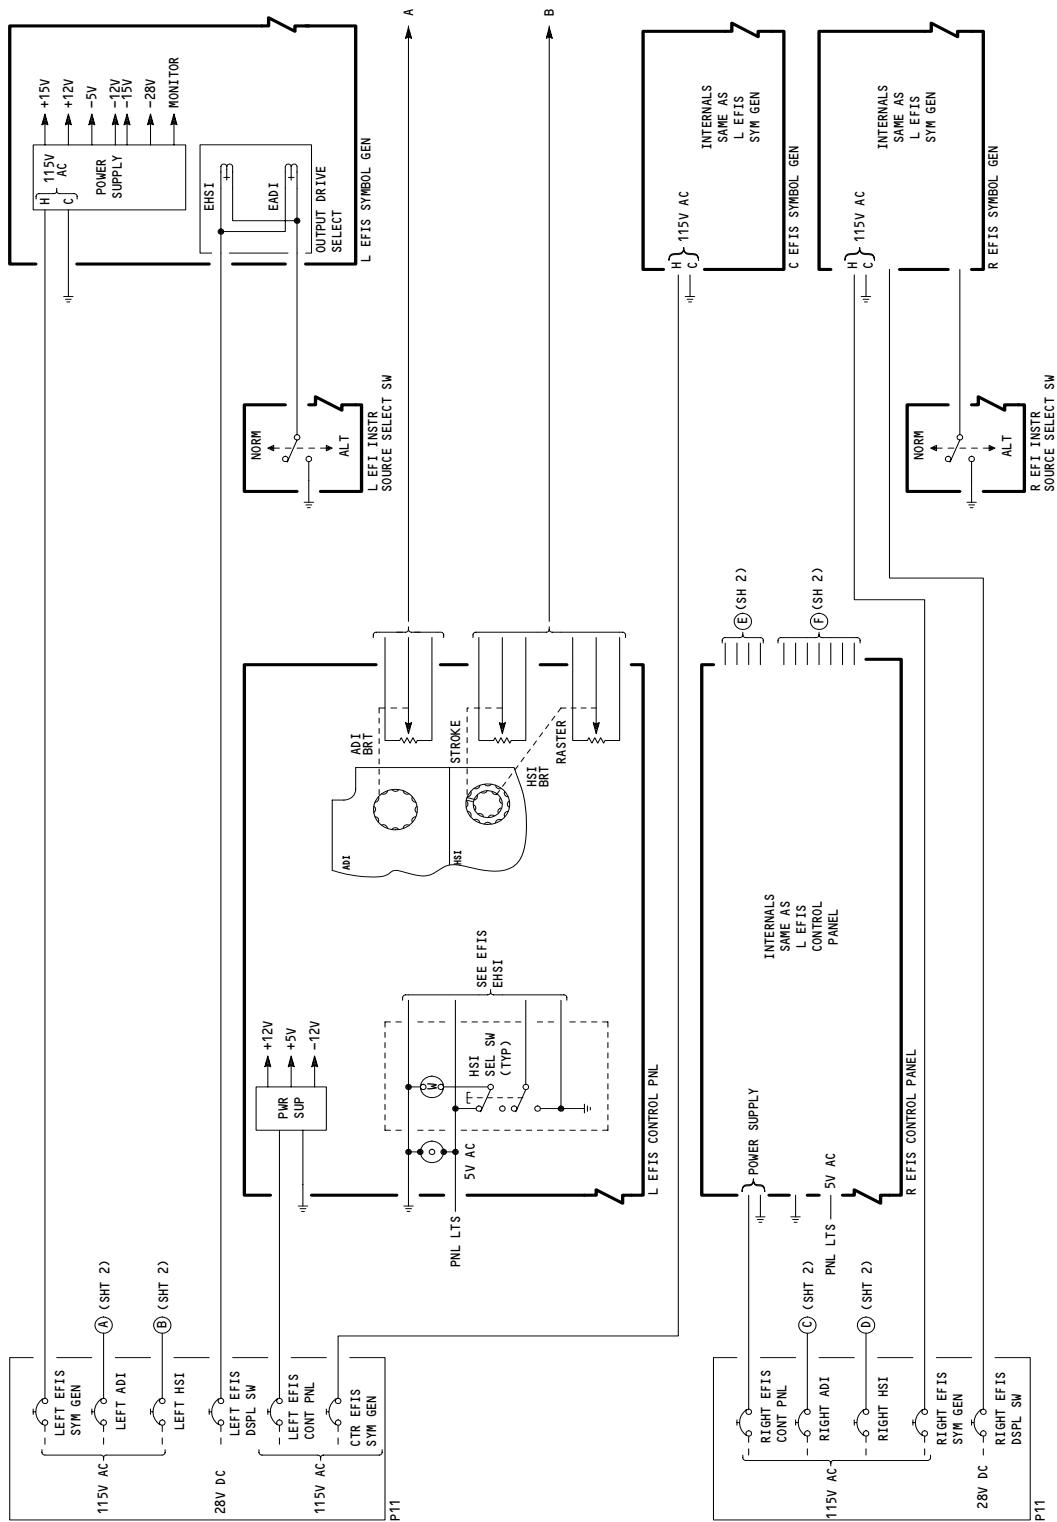 LEFT EFIS
SYM GEN
LEFT ADI
LEFT HSI
115V AC
LEFT EFIS
DSPL SW
28V DC
LEFT EFIS
CONT PNL
CTR EFIS
SYM GEN
115V AC
P11
A (SHT 2)
B (SHT 2)
RIGHT EFIS
CONT PNL
RIGHT ADI
RIGHT HSI
RIGHT EFIS
SYM GEN
115V AC
RIGHT EFIS
DSPL SW
28V DC
P11
C (SHT 2)
D (SHT 2)
PWR
SUP
+12V
+5V
-12V
PNL LTS
5V AC
W
HSI
SEL SW
(TYP)
SEE EFIS
EHSI
ADI
HSI
ADI
BRT
STROKE
HSI
BRT
RASTER
L EFIS CONTROL PNL
POWER SUPPLY
PNL LTS
5V AC
INTERNALS
SAME AS
L EFIS
CONTROL
PANEL
R EFIS CONTROL PANEL
E (SH 2)
F (SH 2)
NORM
ALT
L EFI INSTR
SOURCE SELECT SW
NORM
ALT
R EFI INSTR
SOURCE SELECT SW
H
C
115V
AC
POWER
SUPPLY
+15V
+12V
-5V
-12V
-15V
-28V
MONITOR
EHSI
EADI
+
+
OUTPUT DRIVE
SELECT
L EFIS SYMBOL GEN
A
B
H
C
115V AC
INTERNALS
SAME AS
L EFIS
SYM GEN
C EFIS SYMBOL GEN
H
C
115V AC
INTERNALS
SAME AS
L EFIS
SYM GEN
R EFIS SYMBOL GEN